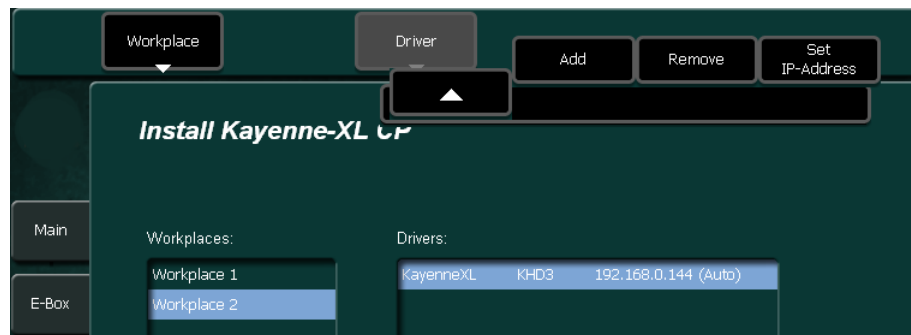 Workplace
Driver
Add
Remove
Set
IP-Address
Install Kayenne-XL CP
Main
Workplaces:
Drivers:
Workplace 1
KayenneXL KHD3 192.168.0.144 (Auto)
E-Box
Workplace 2